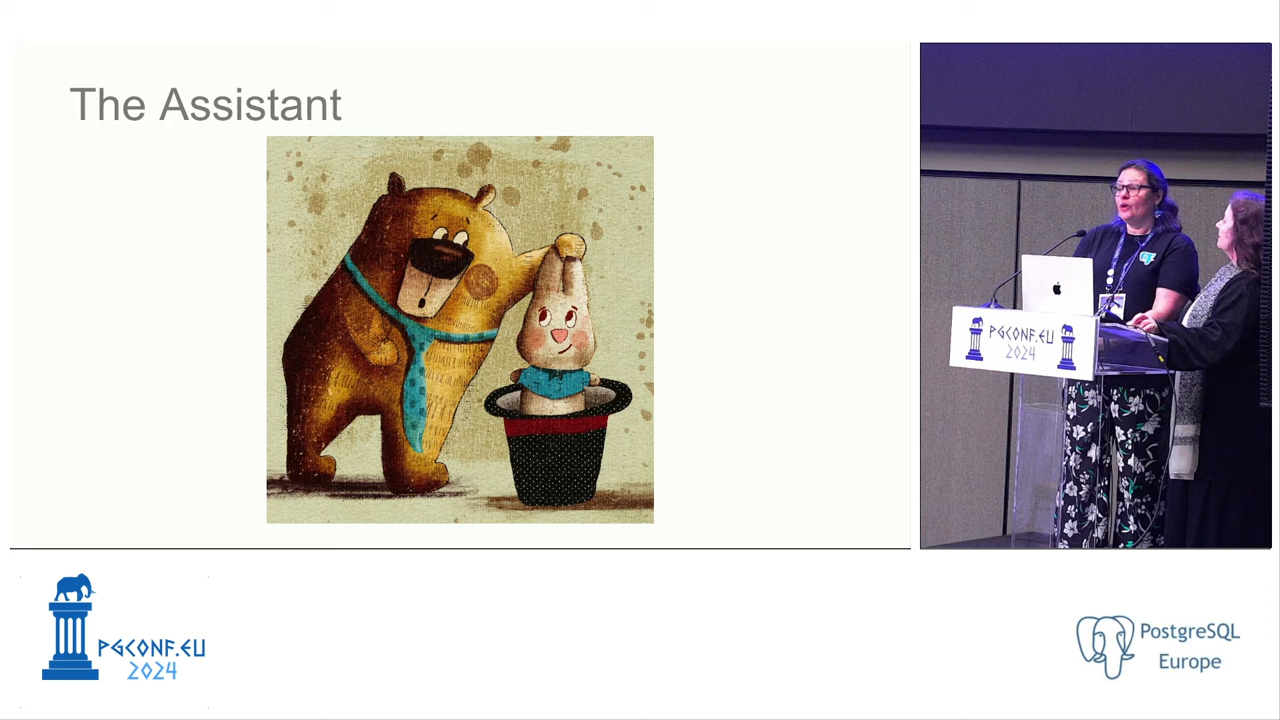 The Assistant
PGCONF.EU
2024
PGCONF.EU
2024
PostgreSQL
Europe